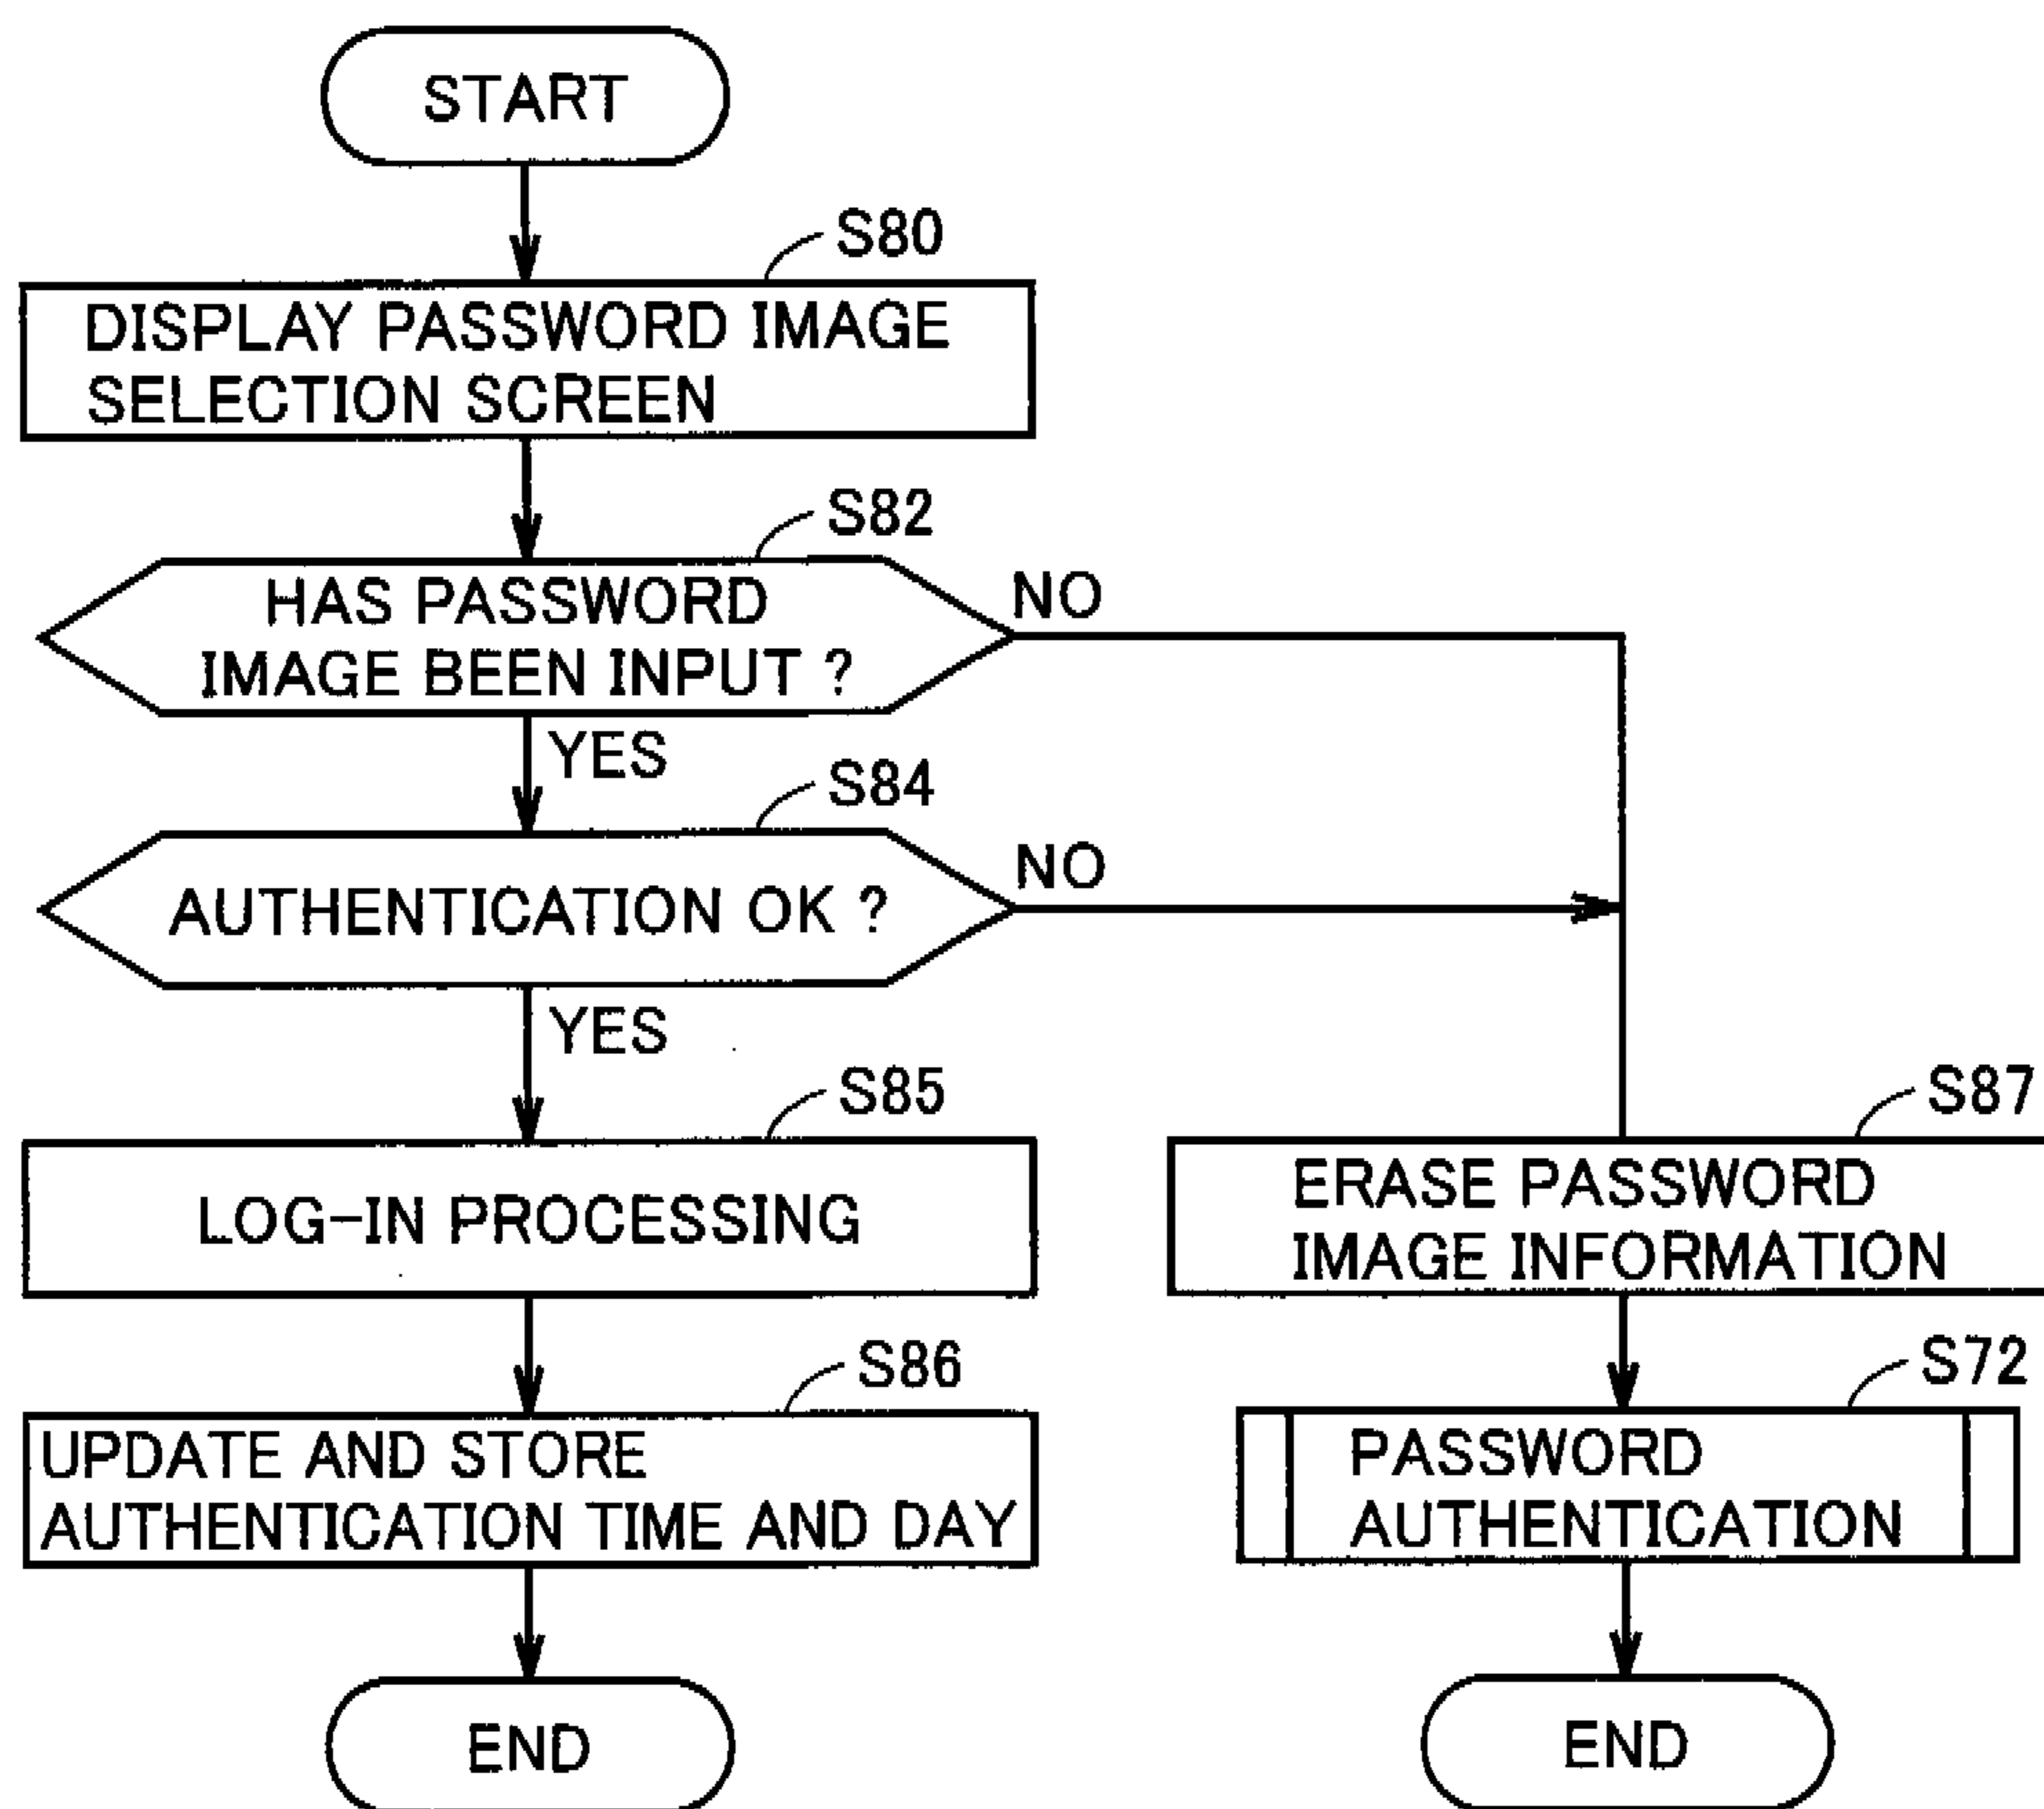 START
S80
DISPLAY PASSWORD IMAGE
SELECTION SCREEN
S82
HAS PASSWORD
IMAGE BEEN INPUT ?
NO
YES
S84
AUTHENTICATION OK ?
NO
YES
S85
LOG-IN PROCESSING
S87
ERASE PASSWORD
IMAGE INFORMATION
S86
UPDATE AND STORE
AUTHENTICATION TIME AND DAY
S72
PASSWORD
AUTHENTICATION
END
END